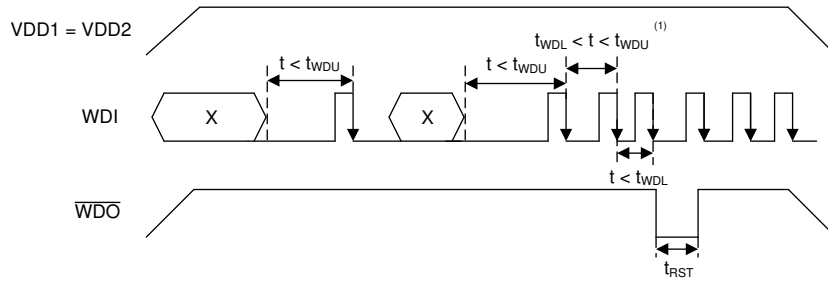 VDD1 = VDD2
tWDL < t < tWDU (1)
t < tWDU
t < tWDU
WDI
X
X
t < tWDL
WDO
tRST